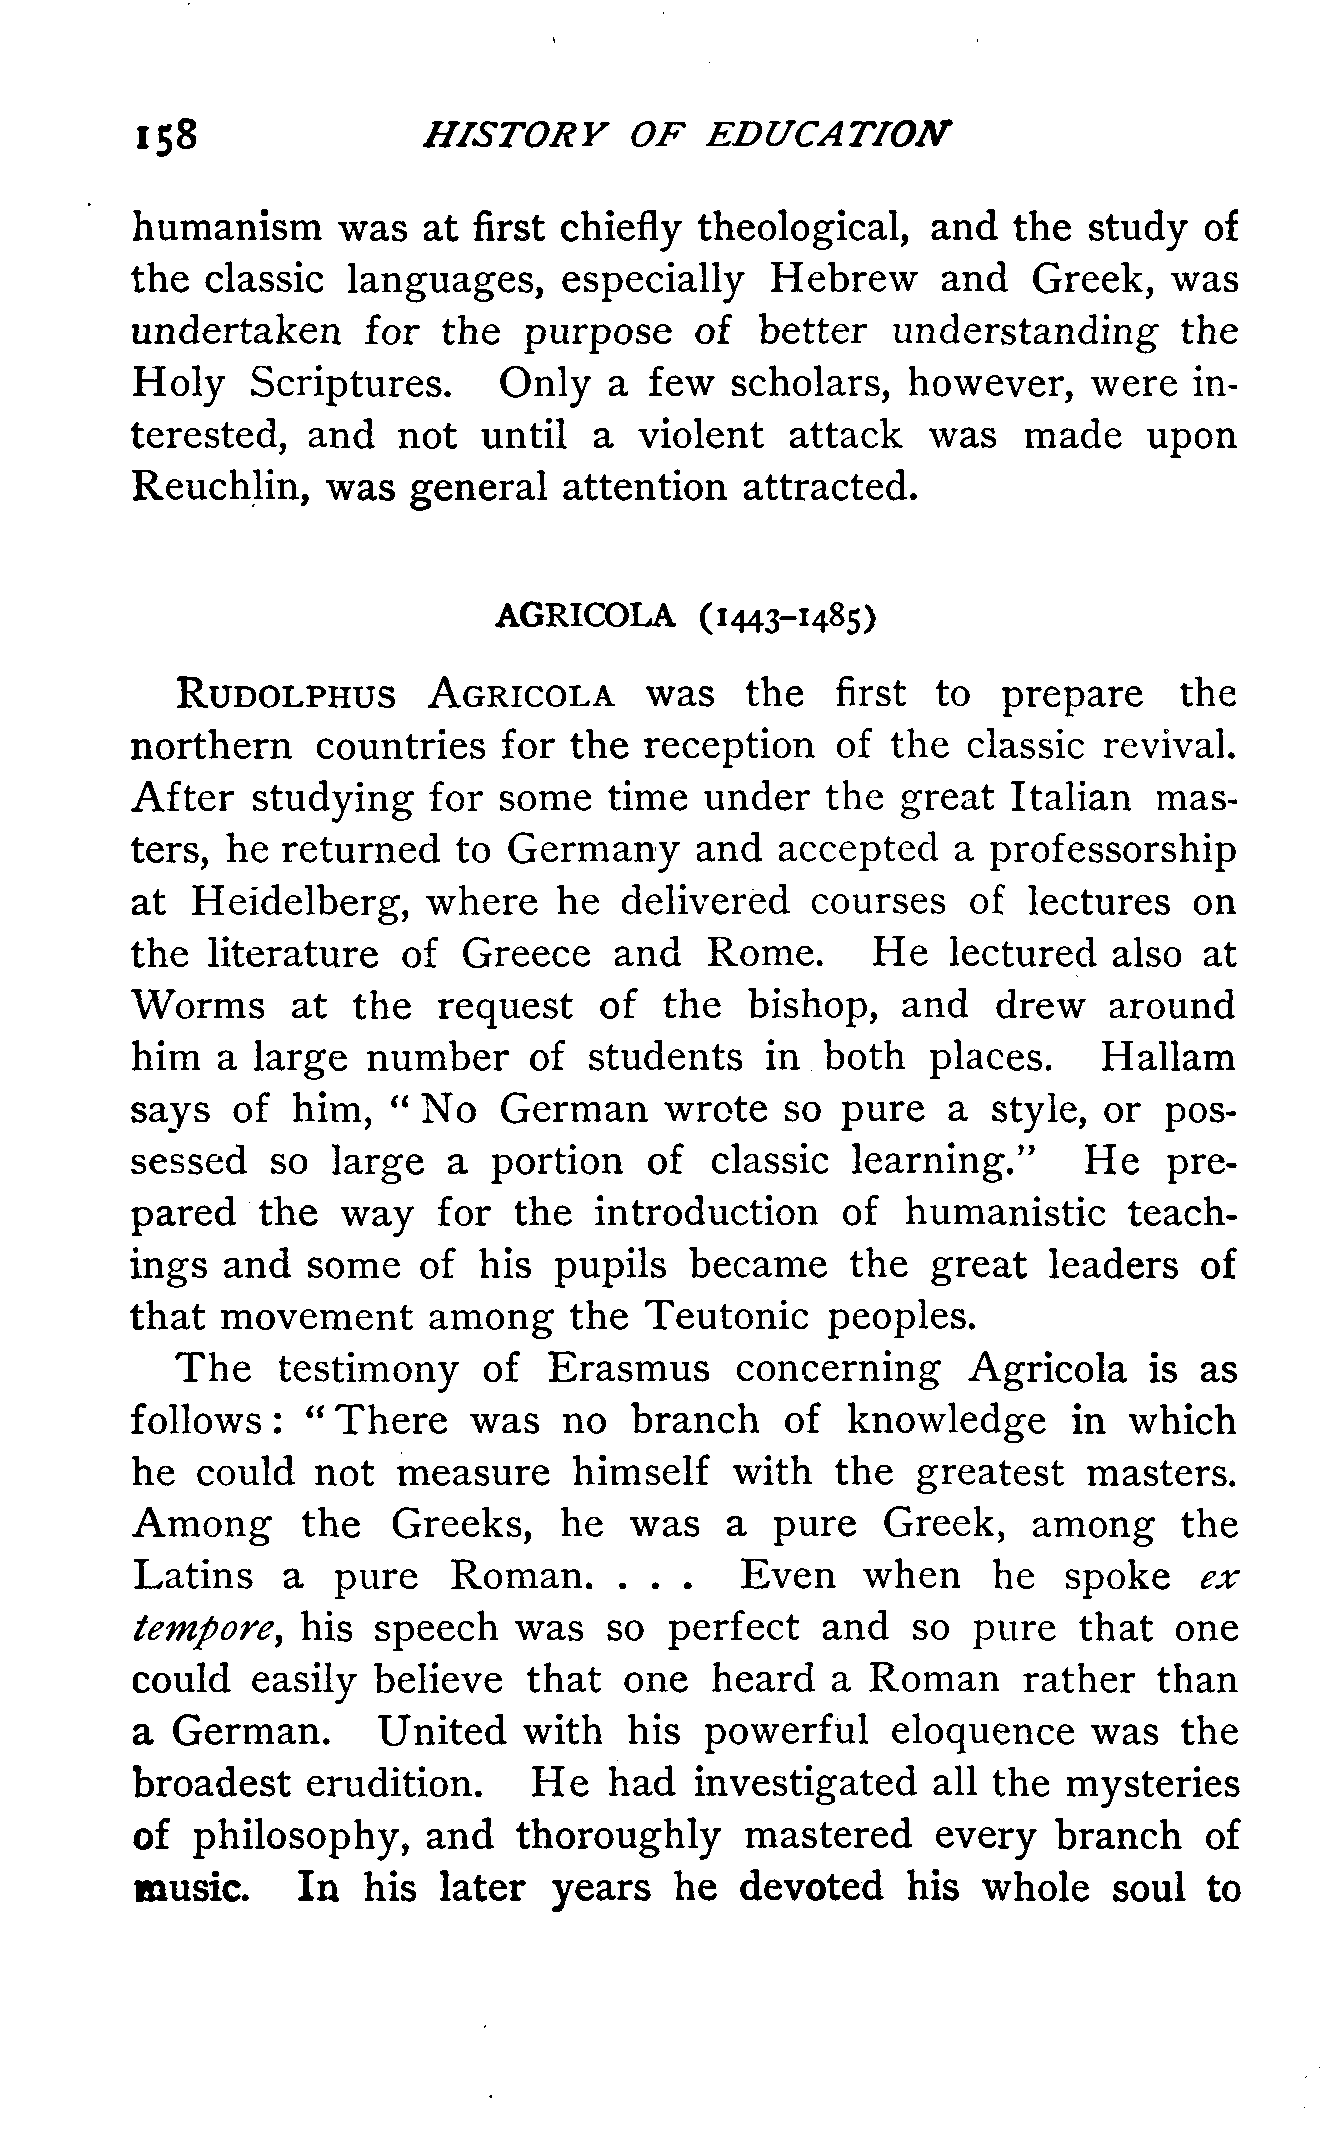 158 HISTORY OF EDUCATION
humanism was at first chiefly theological, and the study of
the classic languages, especially Hebrew and Greek, was
undertaken for the purpose of better understanding the
Holy Scriptures. Only a few scholars, however, were in-
terested, and not until a violent attack was made upon
Reuchlin, was general attention attracted.
AGRICOLA (1443–1485)
RUDOLPHUS AGRICOLA was the first to prepare the
northern countries for the reception of the classic revival.
After studying for some time under the great Italian mas-
ters, he returned to Germany and accepted a professorship
at Heidelberg, where he delivered courses of lectures on
the literature of Greece and Rome. He lectured also at
Worms at the request of the bishop, and drew around
him a large number of students in both places. Hallam
says of him, “ No German wrote so pure a style, or pos-
sessed so large a portion of classic learning.” He pre-
pared the way for the introduction of humanistic teach-
ings and some of his pupils became the great leaders of
that movement among the Teutonic peoples.
The testimony of Erasmus concerning Agricola is as
follows : “ There was no branch of knowledge in which
he could not measure himself with the greatest masters.
Among the Greeks, he was a pure Greek, among the
Latins a pure Roman. . . . Even when he spoke ex
tempore, his speech was so perfect and so pure that one
could easily believe that one heard a Roman rather than
a German. United with his powerful eloquence was the
broadest erudition. He had investigated all the mysteries
of philosophy, and thoroughly mastered every branch of
music. In his later years he devoted his whole soul to